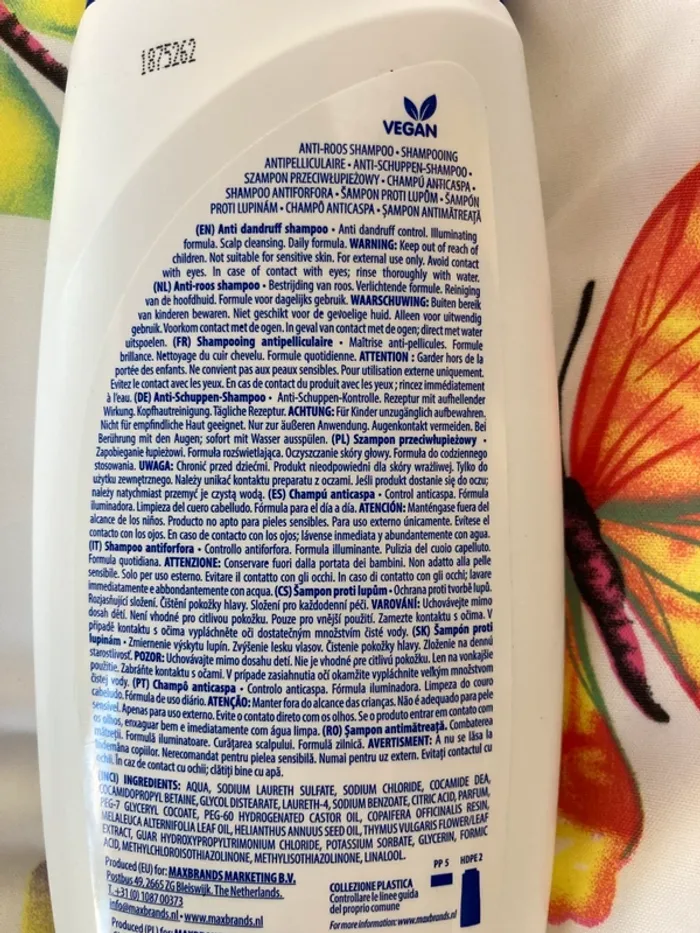 1875262
VEGAN
ANTI-ROOS SHAMPOO • SHAMPOOING
ANTIPELLICULAIRE • ANTI-SCHUPPEN-SHAMPOO •
SZAMPON PRZECIWŁUPIEŻOWY • CHAMPÚ ANTICASPA •
SHAMPOO ANTIFORFORA • ŠAMPON PROTI LUPŮM • ŠAMPÓN
PROTI LUPINÁM • CHAMPÔ ANTICASPA • ȘAMPON ANTIMĂTREAȚĂ
(EN) Anti dandruff shampoo • Anti dandruff control. Illuminating
formula. Scalp cleansing. Daily formula. WARNING: Keep out of reach of
children. Not suitable for sensitive skin. For external use only. Avoid contact
with eyes. In case of contact with eyes; rinse thoroughly with water.
(NL) Anti-roos shampoo • Bestrijding van roos. Verlichtende formule. Reiniging
van de hoofdhuid. Formule voor dagelijks gebruik. WAARSCHUWING: Buiten bereik
van kinderen bewaren. Niet geschikt voor de gevoelige huid. Alleen voor uitwendig
gebruik. Voorkom contact met de ogen. In geval van contact met de ogen; direct met water
uitspoelen. (FR) Shampooing antipelliculaire • Maîtrise anti-pellicules. Formule
brillance. Nettoyage du cuir chevelu. Formule quotidienne. ATTENTION : Garder hors de la
portée des enfants. Ne convient pas aux peaux sensibles. Pour utilisation externe uniquement.
Evitez le contact avec les yeux. En cas de contact du produit avec les yeux ; rincez immédiatement
à l'eau. (DE) Anti-Schuppen-Shampoo • Anti-Schuppen-Kontrolle. Rezeptur mit aufhellender
Wirkung. Kopfhautreinigung. Tägliche Rezeptur. ACHTUNG: Für Kinder unzugänglich aufbewahren.
Nicht für empfindliche Haut geeignet. Nur zur äußeren Anwendung. Augenkontakt vermeiden. Bei
Berührung mit den Augen; sofort mit Wasser ausspülen. (PL) Szampon przeciwłupieżowy •
Zapobieganie łupieżowi. Formuła rozświetlająca. Oczyszczanie skóry głowy. Formuła do codziennego
stosowania. UWAGA: Chronić przed dziećmi. Produkt nieodpowiedni dla skóry wrażliwej. Tylko do
użytku zewnętrznego. Należy unikać kontaktu preparatu z oczami. Jeśli produkt dostanie się do oczu;
należy natychmiast przemyć je czystą wodą. (ES) Champú anticaspa • Control anticaspa. Fórmula
iluminadora. Limpieza del cuero cabelludo. Fórmula para el día a día. ATENCIÓN: Manténgase fuera del
alcance de los niños. Producto no apto para pieles sensibles. Para uso externo únicamente. Evítese el
contacto con los ojos. En caso de contacto con los ojos; lávense inmediata y abundantemente con agua.
(IT) Shampoo antiforfora • Controllo antiforfora. Formula illuminante. Pulizia del cuoio capelluto.
Formula quotidiana. ATTENZIONE: Conservare fuori dalla portata dei bambini. Non adatto alla pelle
sensibile. Solo per uso esterno. Evitare il contatto con gli occhi. In caso di contatto con gli occhi; lavare
immediatamente e abbondantemente con acqua. (CS) Šampon proti lupům • Ochrana proti tvorbě lupů.
Rozjasňující složení. Čištění pokožky hlavy. Složení pro každodenní péči. VAROVÁNÍ: Uchovávejte mimo
dosah dětí. Není vhodné pro citlivou pokožku. Pouze pro vnější použití. Zamezte kontaktu s očima. V
případě kontaktu s očima vypláchněte oči dostatečným množstvím čisté vody. (SK) Šampón proti
lupinám • Zmiernenie výskytu lupín. Zvýšenie lesku vlasov. Čistenie pokožky hlavy. Zloženie na dennú
starostlivosť. POZOR: Uchovávajte mimo dosahu detí. Nie je vhodné pre citlivú pokožku. Len na vonkajšie
použitie. Zabráňte kontaktu s očami. V prípade zasiahnutia očí okamžite vypláchnite veľkým množstvom
čistej vody. (PT) Champô anticaspa • Controlo anticaspa. Fórmula iluminadora. Limpeza do couro
cabeludo. Fórmula de uso diário. ATENÇÃO: Manter fora do alcance das crianças. Não é adequado para pele
sensível. Apenas para uso externo. Evite o contato direto com os olhos. Se o produto entrar em contato com
os olhos, enxaguar bem e imediatamente com água limpa. (RO) Șampon antimătreață. Combaterea
mătreții. Formulă iluminatoare. Curățarea scalpului. Formulă zilnică. AVERTISMENT: A nu se lăsa la
îndemâna copiilor. Nerecomandat pentru pielea sensibilă. Numai pentru uz extern. Evitați contactul cu
ochii. În caz de contact cu ochii; clătiți bine cu apă.
(INCI) INGREDIENTS: AQUA, SODIUM LAURETH SULFATE, SODIUM CHLORIDE, COCAMIDE DEA,
COCAMIDOPROPYL BETAINE, GLYCOL DISTEARATE, LAURETH-4, SODIUM BENZOATE, CITRIC ACID, PARFUM,
PEG-7 GLYCERYL COCOATE, PEG-60 HYDROGENATED CASTOR OIL, COPAIFERA OFFICINALIS RESIN,
MELALEUCA ALTERNIFOLIA LEAF OIL, HELIANTHUS ANNUUS SEED OIL, THYMUS VULGARIS FLOWER/LEAF
EXTRACT, GUAR HYDROXYPROPYLTRIMONIUM CHLORIDE, POTASSIUM SORBATE, GLYCERIN, FORMIC
ACID, METHYLCHLOROISOTHIAZOLINONE, METHYLISOTHIAZOLINONE, LINALOOL.
Produced (EU) for: MAXBRANDS MARKETING B.V.
Postbus 49, 2665 ZG Bleiswijk. The Netherlands.
T. +31 (0) 1087 00373
info@maxbrands.nl • www.maxbrands.nl
Produced (PL) for:
PP 5 HDPE 2
COLLEZIONE PLASTICA
Controllare le linee guida
del proprio comune
For more information: www.maxbrands.nl